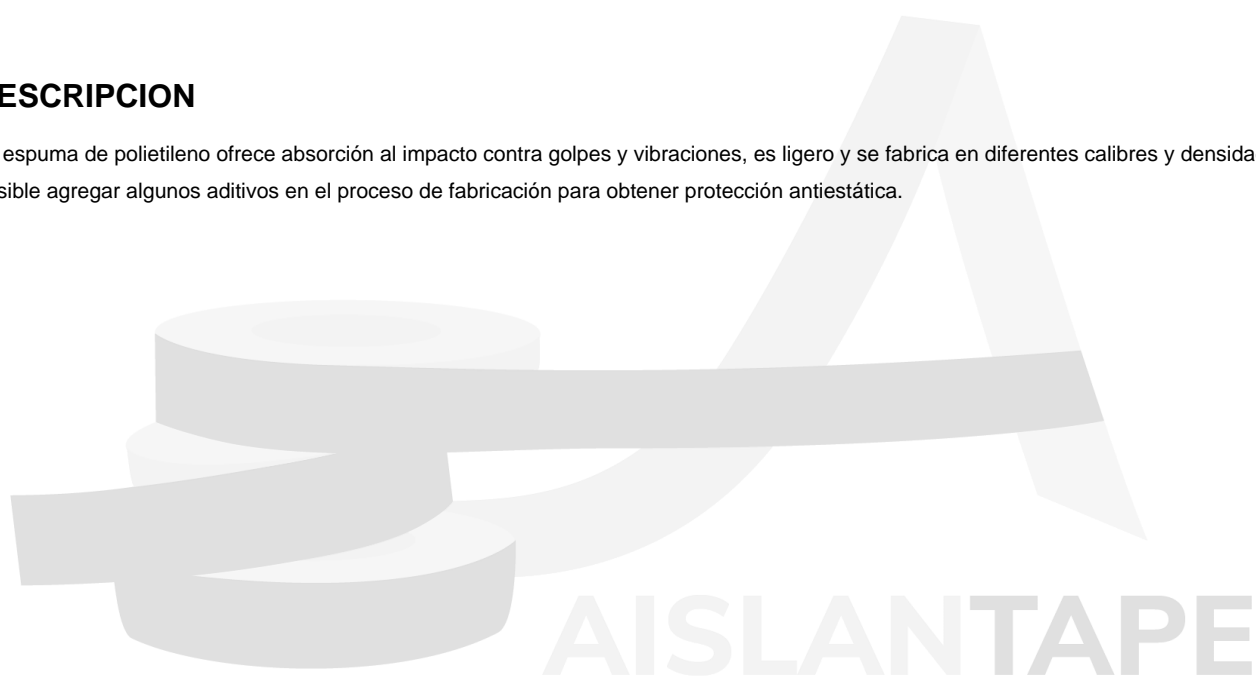 ESCRIPCION
espuma de polietileno ofrece absorción al impacto contra golpes y vibraciones, es ligero y se fabrica en diferentes calibres y densida
sible agregar algunos aditivos en el proceso de fabricación para obtener protección antiestática.
AISLANTAPE